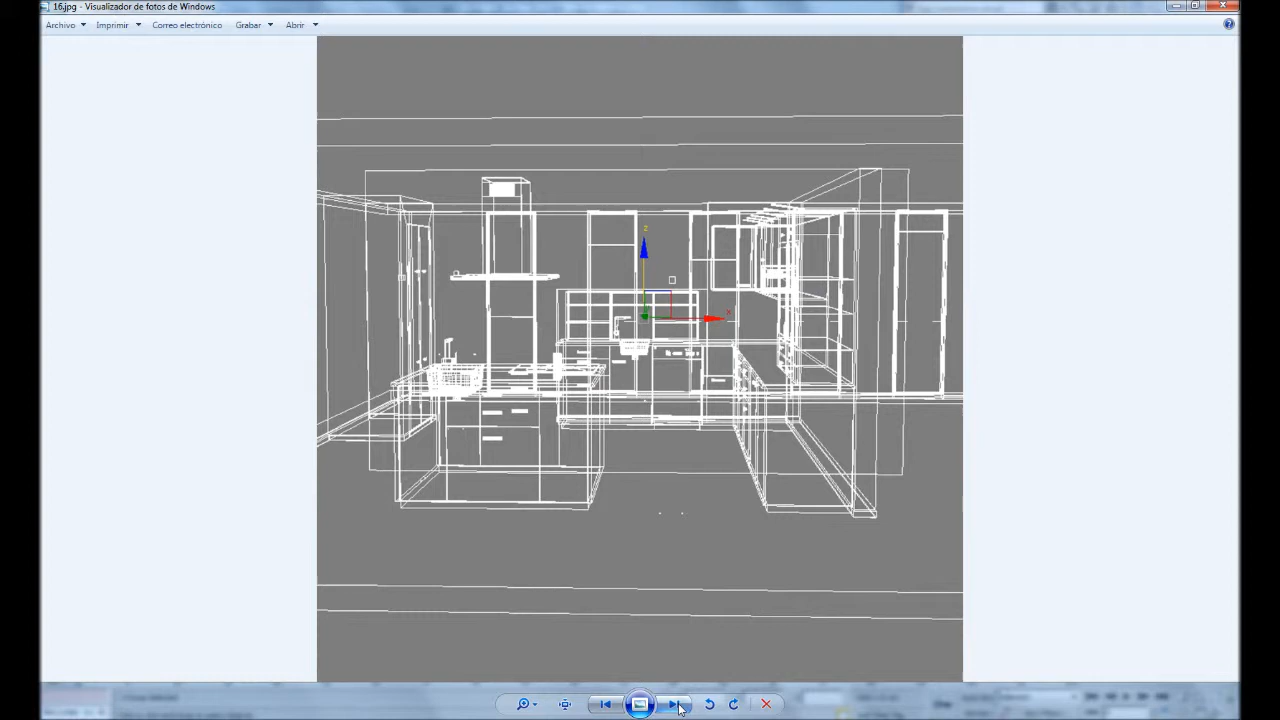 16.jpg - Visualizador de fotos de Windows
Archivo Imprimir Correo electrónico Grabar Abrir
z
x